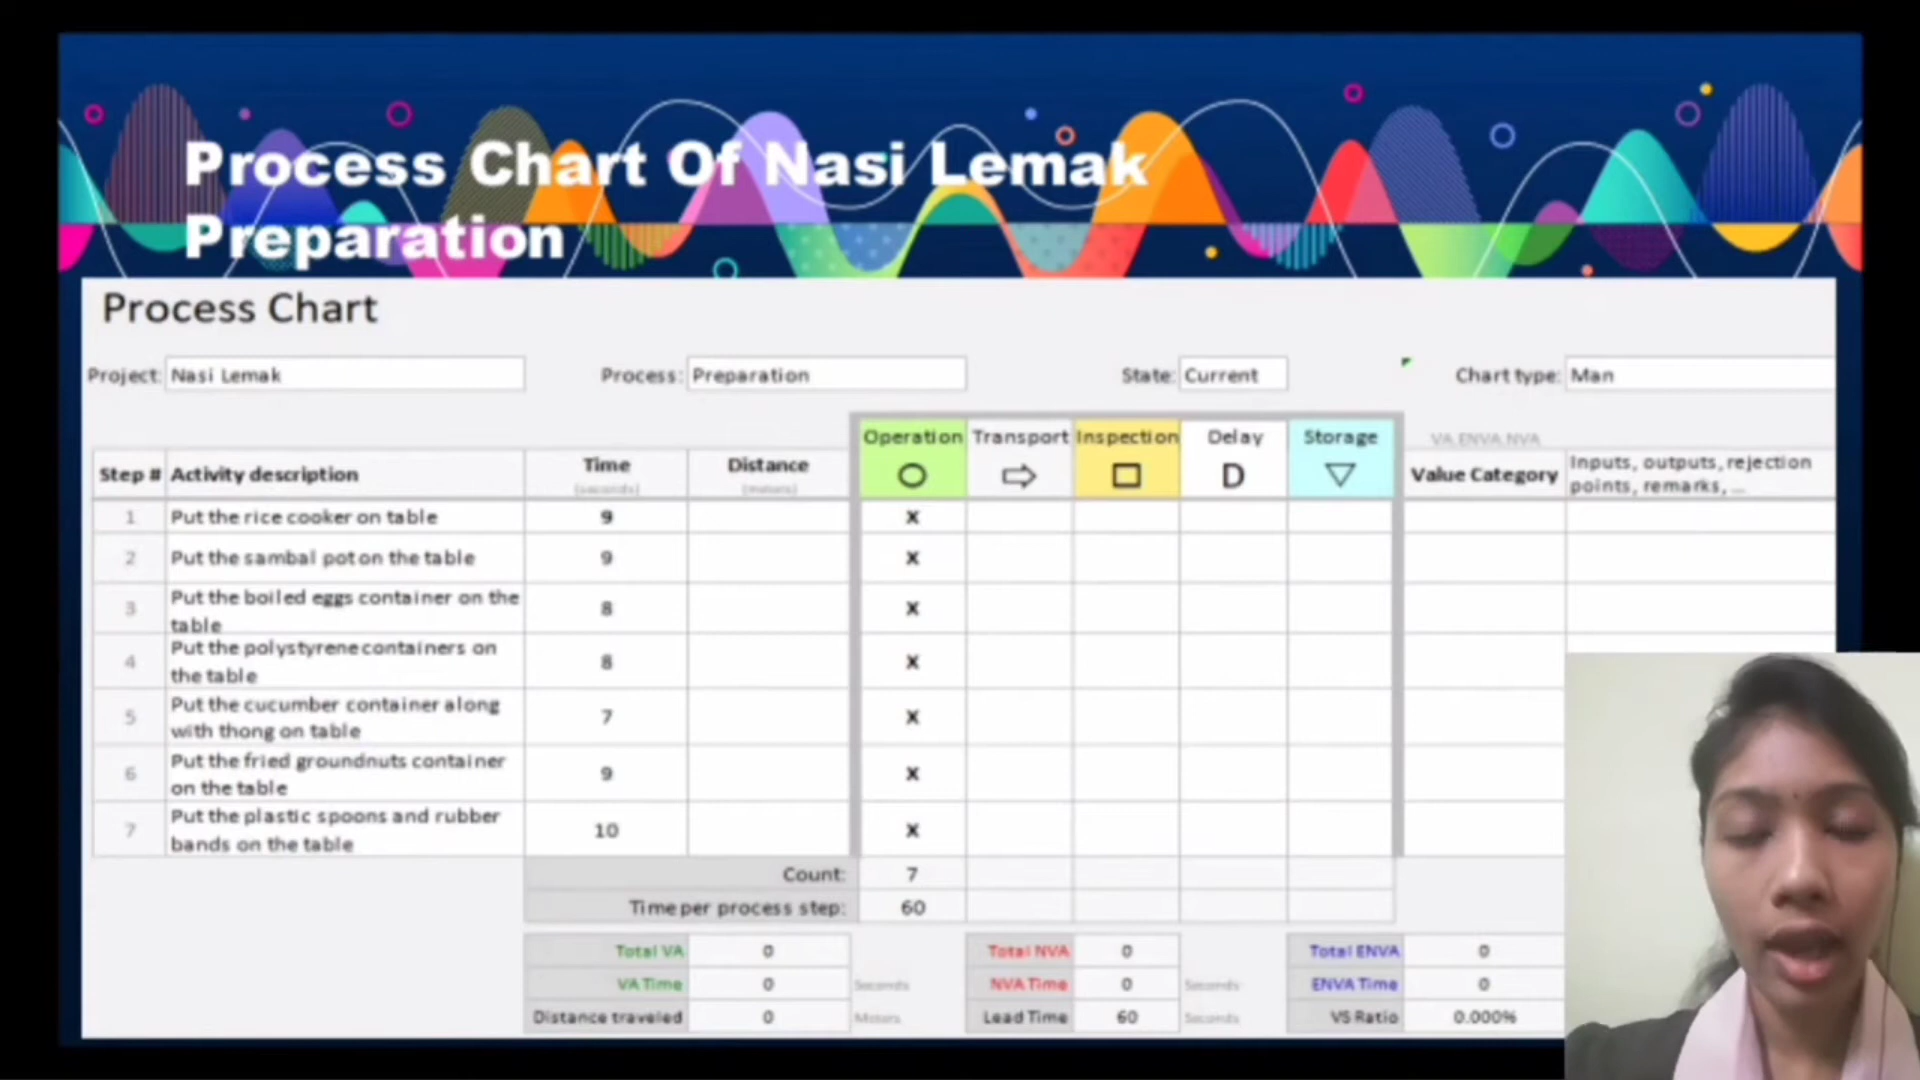 Process Chart Of Nasi Lemak
Preparation
Process Chart
Project: Nasi Lemak Process: Preparation State: Current Chart type: Man
Operation Transport Inspection Delay Storage VA, ENVA, NVA
Step # Activity description Time (seconds) Distance (meters) D Value Category Inputs, outputs, rejection
points, remarks, ...
1 Put the rice cooker on table 9 X
2 Put the sambal pot on the table 9 X
3 Put the boiled eggs container on the
table 8 X
4 Put the polystyrene containers on
the table 8 X
5 Put the cucumber container along
with thong on table 7 X
6 Put the fried groundnuts container
on the table 9 X
7 Put the plastic spoons and rubber
bands on the table 10 X
Count: 7
Time per process step: 60
Total VA 0 Total NVA 0 Total ENVA 0
VA Time 0 Seconds NVA Time 0 Seconds ENVA Time 0
Distance traveled 0 Meters Lead Time 60 Seconds VS Ratio 0.000%